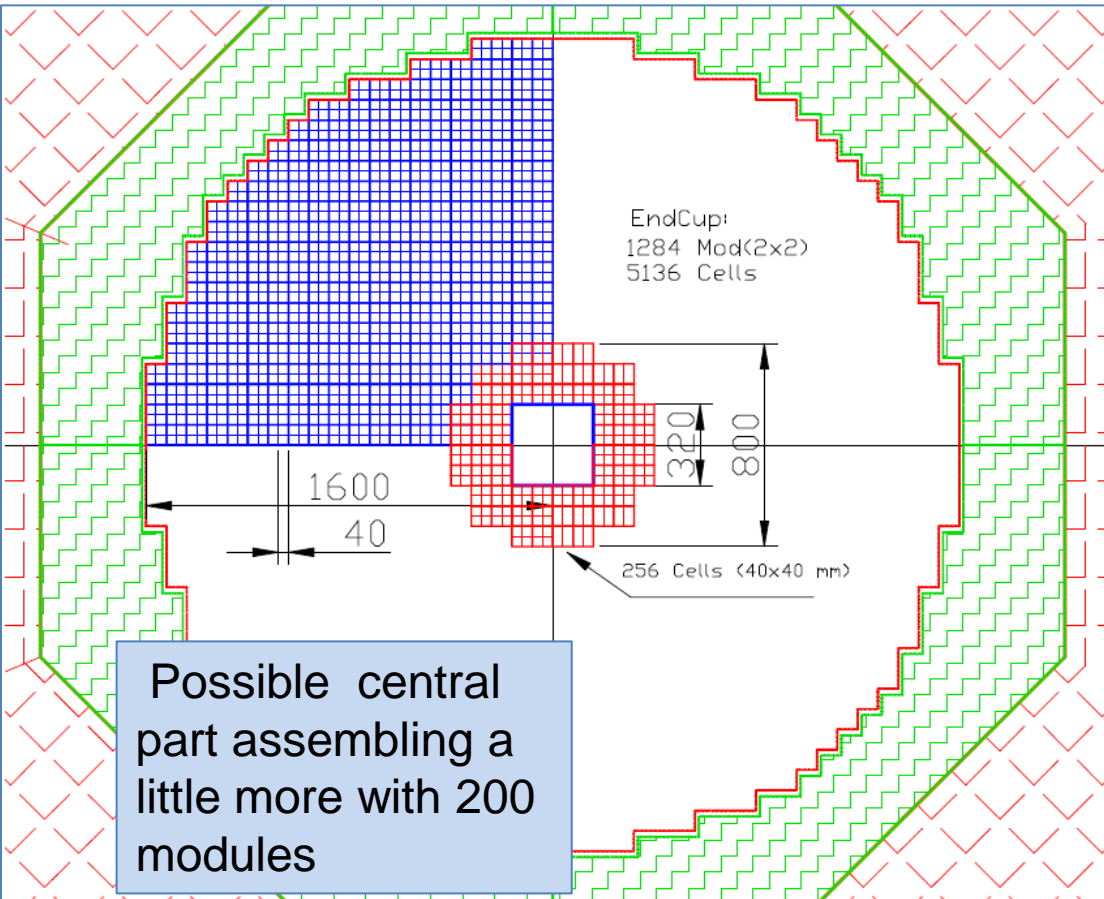 EndCup:
1284 Mod(2x2)
5136 Cells
320
800
1600
40
256 Cells (40x40 mm)
Possible central
part assembling a
little more with 200
modules